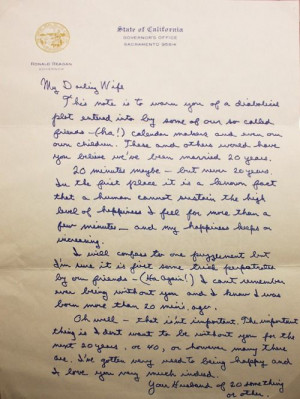 State of California
GOVERNOR'S OFFICE
SACRAMENTO 95814
RONALD REAGAN
GOVERNOR
My Darling Wife
This note is to warn you of a diabolical
plot entered into by some of our so called
friends - (ha!) calendar makers and even our
own children. These and others would have
you believe we've been married 20 years.
20 minutes maybe - but never 20 years.
In the first place it is a known fact
that a human cannot sustain the high
level of happiness I feel for more than a
few minutes - and my happiness keeps on
increasing.
I will confess to one puzzlement but
I'm sure it is just some trick perpetrated
by our friends - (Ha again!) I can't remember
ever being without you and I know I was
born more than 20 mins. ago.
Oh well - that isn't important. The important
thing is I don't want to be without you for the
next 20 years, or 40, or however many there
are. I've gotten very used to being happy and
I love you very much indeed.
Your Husband of 20 something
or other.